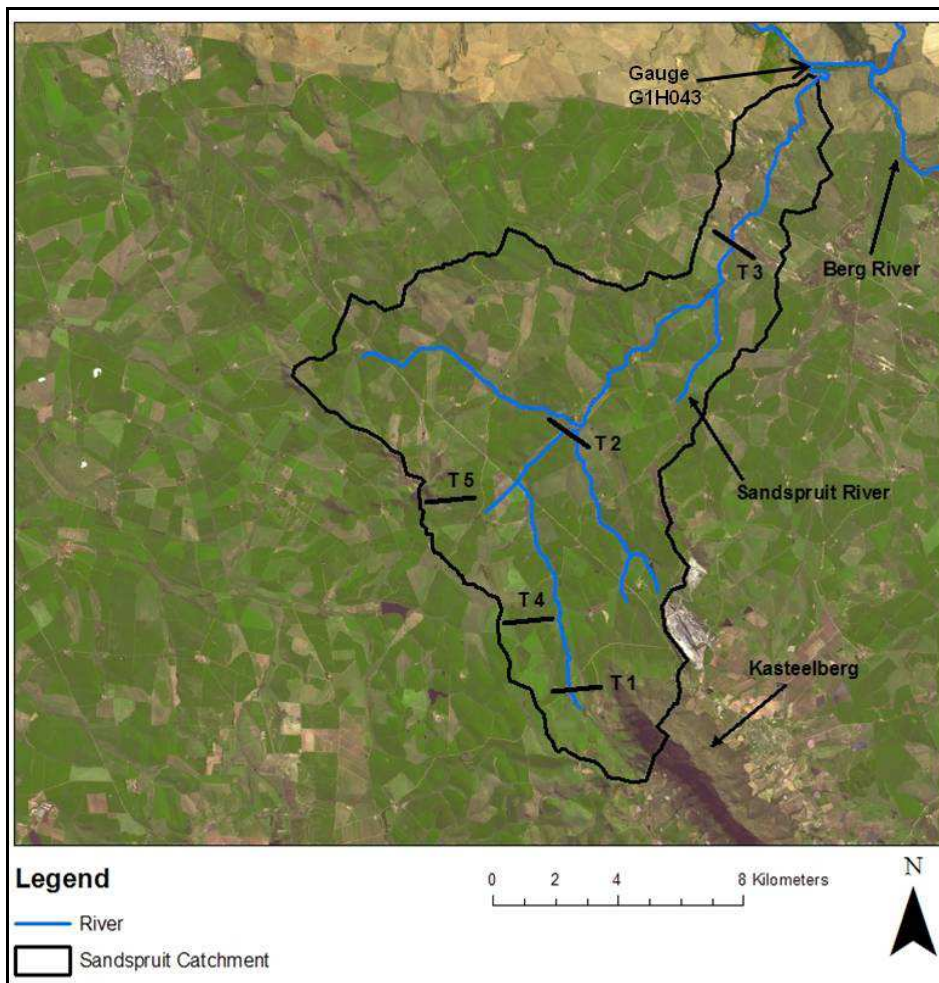 Gauge
G1H043
T 3
Berg River
T 2
T 5
Sandspruit River
T 4
T 1
Kasteelberg
Legend
0 2 4 8 Kilometers
N
River
Sandspruit Catchment